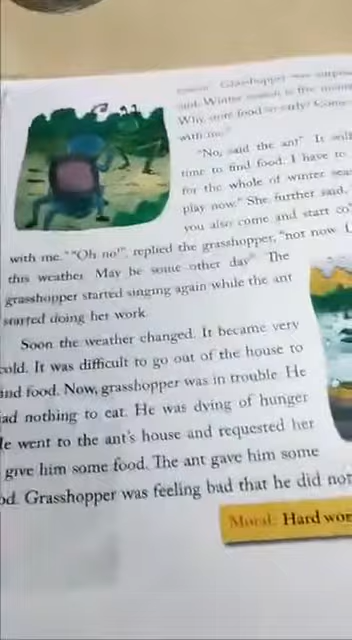 season. Grasshopper was
and. Winter season is
Why store food so early? Come
with me."
"No, said the ant" It will
time to find food. I have to
for the whole of winter sea
play now." She further said,
you also come and start co
with me." "Oh no!", replied the grasshopper, "not now. I
this weather. May be some other day". The
grasshopper started singing again while the ant
started doing her work.
Soon the weather changed. It became very
cold. It was difficult to go out of the house to
ind food. Now, grasshopper was in trouble. He
ad nothing to eat. He was dying of hunger
He went to the ant's house and requested her
give him some food. The ant gave him some
od. Grasshopper was feeling bad that he did not
Moral: Hard wor